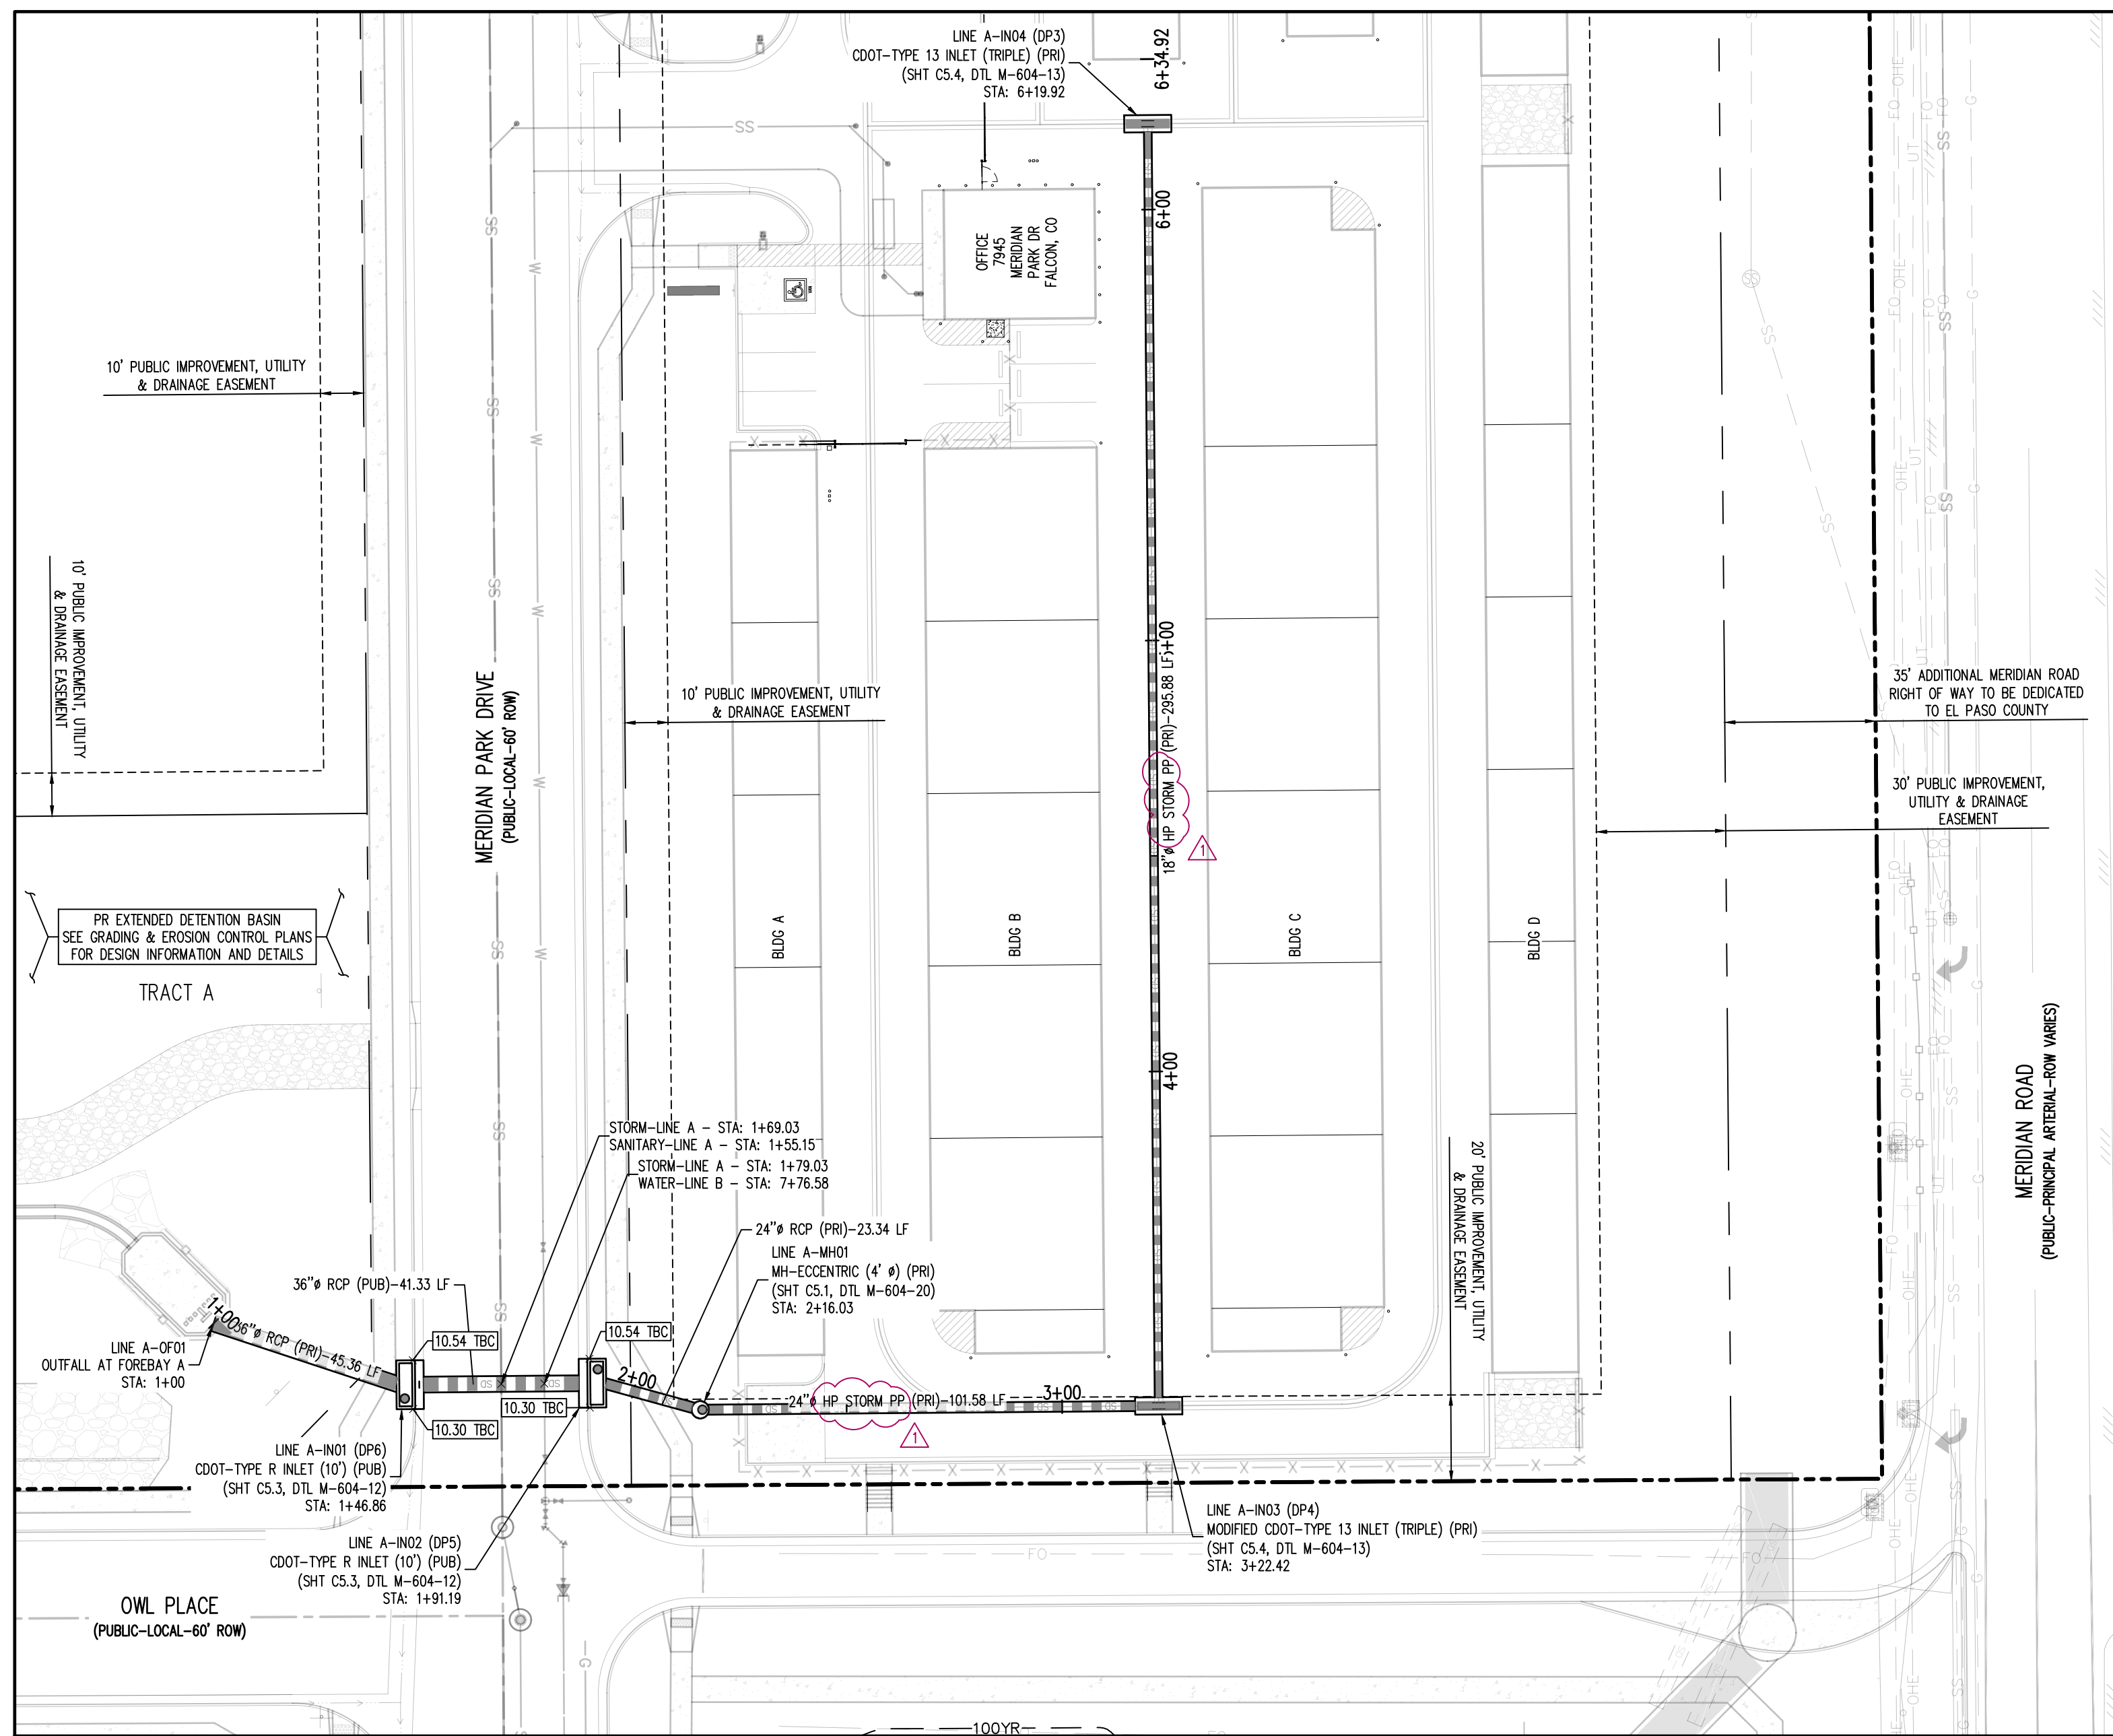 LINE A-IN04 (DP3)
CDOT-TYPE 13 INLET (TRIPLE) (PRI)
(SHT C5.4, DTL M-604-13)
STA: 6+19.92
6+34.92
6+00
OFFICE
7945
MERIDIAN
PARK DR
FALCON, CO
10' PUBLIC IMPROVEMENT, UTILITY
& DRAINAGE EASEMENT
10' PUBLIC IMPROVEMENT, UTILITY
& DRAINAGE EASEMENT
MERIDIAN PARK DRIVE
(PUBLIC-LOCAL-60' ROW)
10' PUBLIC IMPROVEMENT, UTILITY
& DRAINAGE EASEMENT
18"ø HP STORM PP (PRI)-295.88 LF
1
4+00
35' ADDITIONAL MERIDIAN ROAD
RIGHT OF WAY TO BE DEDICATED
TO EL PASO COUNTY
30' PUBLIC IMPROVEMENT,
UTILITY & DRAINAGE
EASEMENT
BLDG A
BLDG B
BLDG C
BLDG D
PR EXTENDED DETENTION BASIN
SEE GRADING & EROSION CONTROL PLANS
FOR DESIGN INFORMATION AND DETAILS
TRACT A
MERIDIAN ROAD
(PUBLIC-PRINCIPAL ARTERIAL-ROW VARIES)
STORM-LINE A - STA: 1+69.03
SANITARY-LINE A - STA: 1+55.15
STORM-LINE A - STA: 1+79.03
WATER-LINE B - STA: 7+76.58
20' PUBLIC IMPROVEMENT, UTILITY
& DRAINAGE EASEMENT
24"ø RCP (PRI)-23.34 LF
LINE A-MH01
MH-ECCENTRIC (4' ø) (PRI)
(SHT C5.1, DTL M-604-20)
STA: 2+16.03
36"ø RCP (PUB)-41.33 LF
1+00
36"ø RCP (PRI)-45.36 LF
LINE A-OF01
OUTFALL AT FOREBAY A
STA: 1+00
10.54 TBC
10.54 TBC
2+00
10.30 TBC
10.30 TBC
24"ø HP STORM PP (PRI)-101.58 LF
3+00
1
LINE A-IN01 (DP6)
CDOT-TYPE R INLET (10') (PUB)
(SHT C5.3, DTL M-604-12)
STA: 1+46.86
LINE A-IN02 (DP5)
CDOT-TYPE R INLET (10') (PUB)
(SHT C5.3, DTL M-604-12)
STA: 1+91.19
LINE A-IN03 (DP4)
MODIFIED CDOT-TYPE 13 INLET (TRIPLE) (PRI)
(SHT C5.4, DTL M-604-13)
STA: 3+22.42
OWL PLACE
(PUBLIC-LOCAL-60' ROW)
100YR